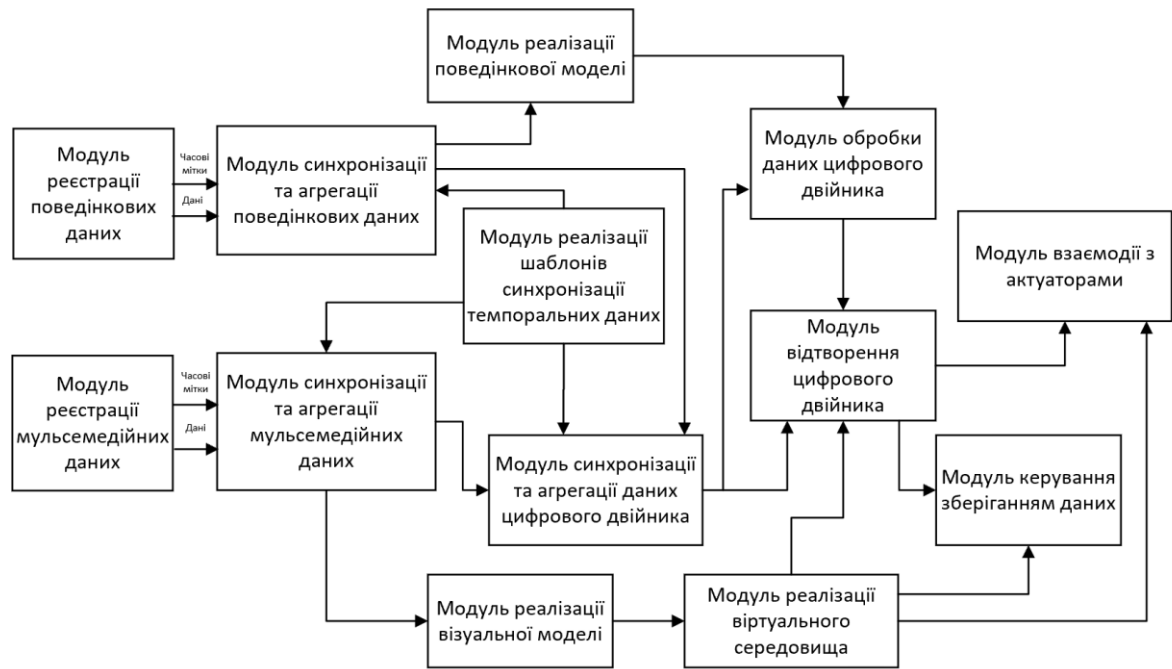 Модуль реалізації
поведінкової моделі
Модуль
реєстрації
поведінкових
даних
Часові
мітки
Дані
Модуль синхронізації
та агрегації
поведінкових даних
Модуль обробки
даних цифрового
двійника
Модуль реалізації
шаблонів
синхронізації
темпоральних даних
Модуль взаємодії з
актуаторами
Модуль
реєстрації
мульсемедійних
даних
Часові
мітки
Дані
Модуль синхронізації
та агрегації
мульсемедійних
даних
Модуль
відтворення
цифрового
двійника
Модуль синхронізації
та агрегації даних
цифрового двійника
Модуль керування
зберіганням даних
Модуль реалізації
візуальної моделі
Модуль реалізації
віртуального
середовища